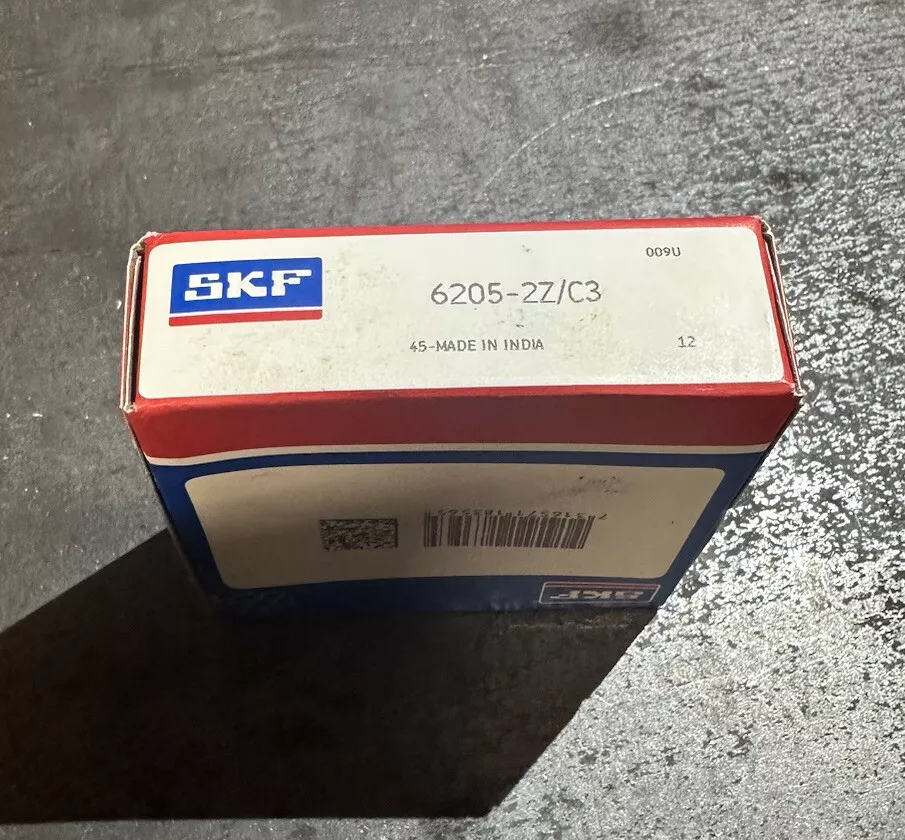 009U
SKF
6205-2Z/C3
45-MADE IN INDIA
12
SKF